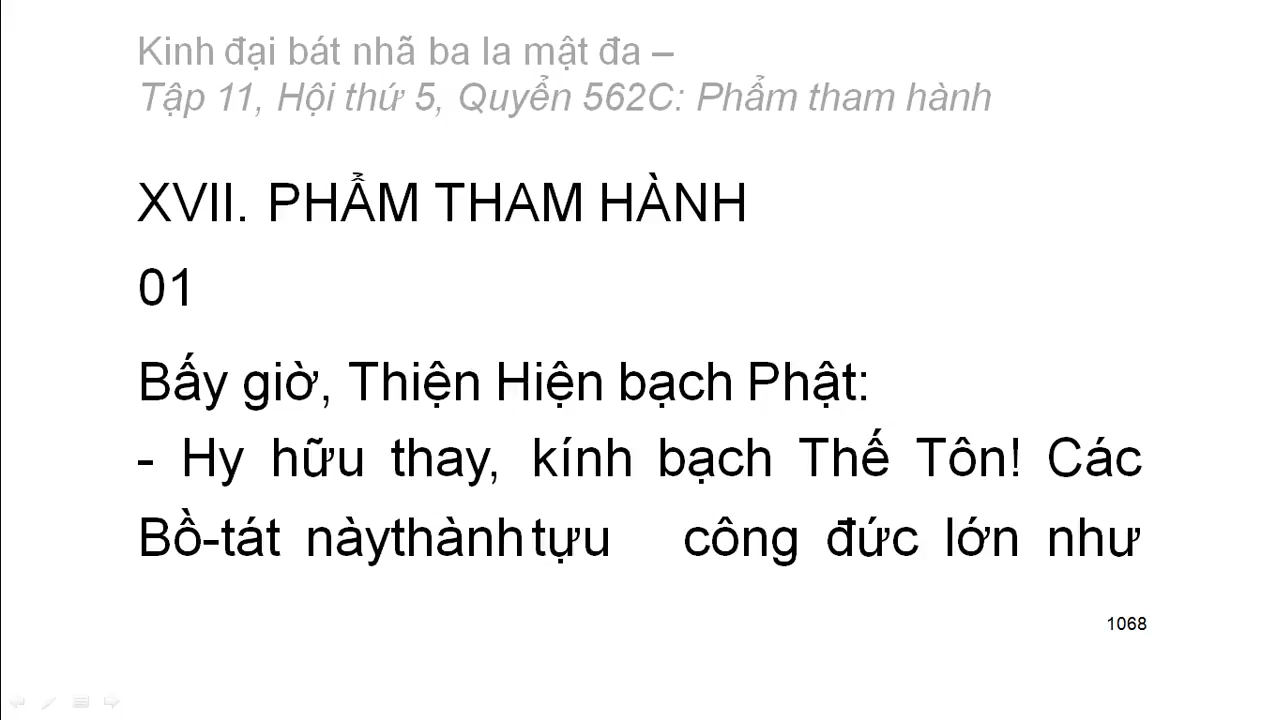 Kinh đại bát nhã ba la mật đa –
Tập 11, Hội thứ 5, Quyển 562C: Phẩm tham hành
XVII. PHẨM THAM HÀNH
01
Bấy giờ, Thiện Hiện bạch Phật:
- Hy hữu thay, kính bạch Thế Tôn! Các
Bồ-tát nàythành tựu công đức lớn như
1068